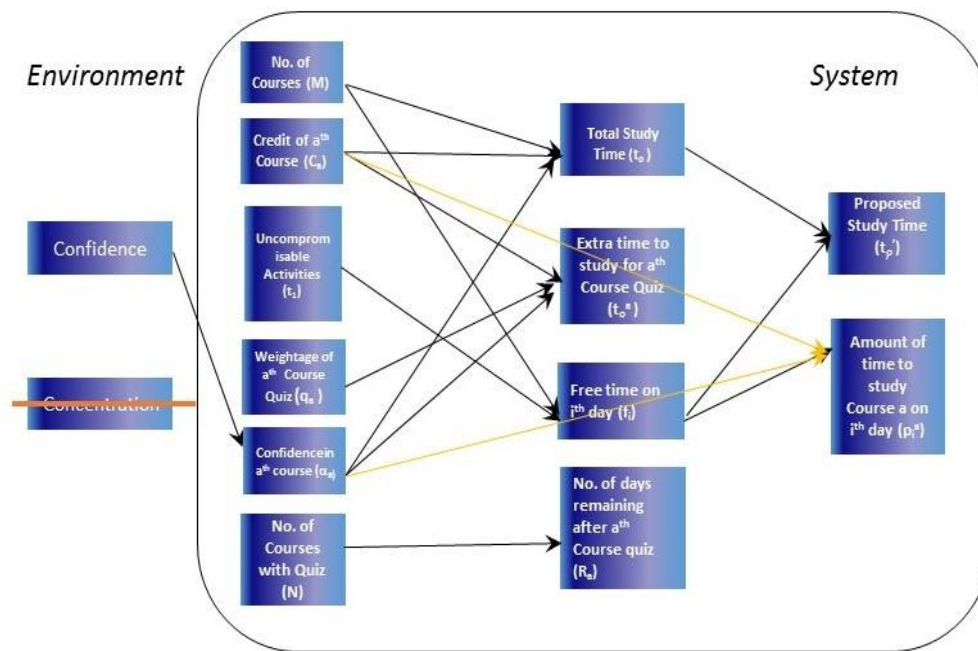 Environment
System
Confidence
Concentration
No. of
Courses (M)
Credit of aᵗʰ
Course (Cₐ)
Uncomprom
isable
Activities
(t₁)
Weightage of
aᵗʰ Course
Quiz (qₐ )
Confidencein
aᵗʰ course (αₐ)
No. of
Courses
with Quiz
(N)
Total Study
Time (tₒ )
Extra time to
study for aᵗʰ
Course Quiz
(tₒᵃ )
Free time on
iᵗʰ day (fᵢ)
No. of days
remaining
after aᵗʰ
Course quiz
(Rₐ)
Proposed
Study Time
(tₚ′)
Amount of
time to
study
Course a on
iᵗʰ day (pᵢᵃ)